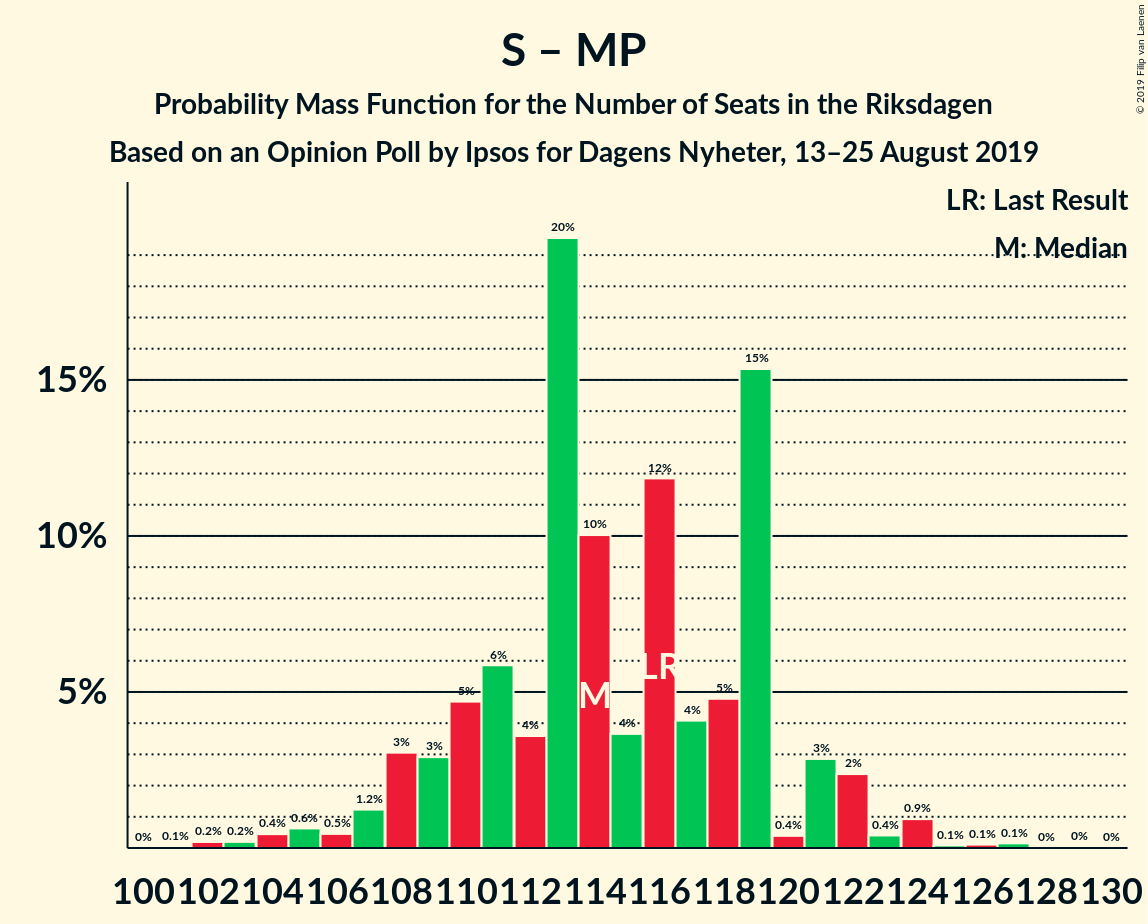 S – MP
Probability Mass Function for the Number of Seats in the Riksdagen
Based on an Opinion Poll by Ipsos for Dagens Nyheter, 13–25 August 2019
© 2019 Filip van Laenen
LR: Last Result
M: Median
15%
10%
5%
0% 0.1% 0.2% 0.2% 0.4% 0.6% 0.5% 1.2% 3% 3% 5% 6% 4% 20% 10% 4% 12% 4% 5% 15% 0.4% 3% 2% 0.4% 0.9% 0.1% 0.1% 0.1% 0% 0% 0%
M
LR
100 102 104 106 108 110 112 114 116 118 120 122 124 126 128 130